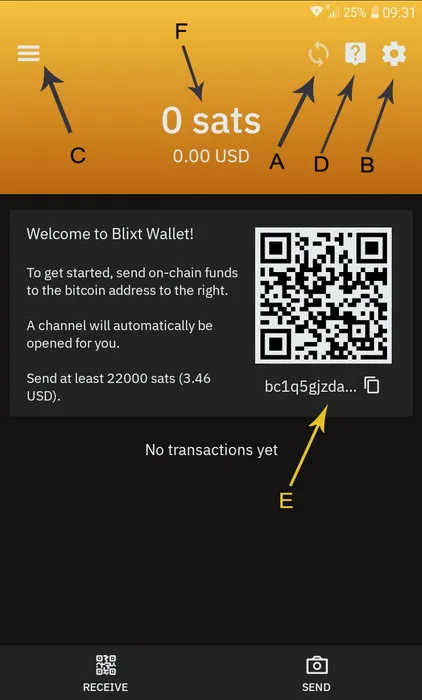 25% 09:31
F
0 sats
0.00 USD
C
A
D
B
Welcome to Blixt Wallet!
To get started, send on-chain funds
to the bitcoin address to the right.
A channel will automatically be
opened for you.
Send at least 22000 sats (3.46
USD).
bc1q5gjzda...
No transactions yet
E
RECEIVE
SEND